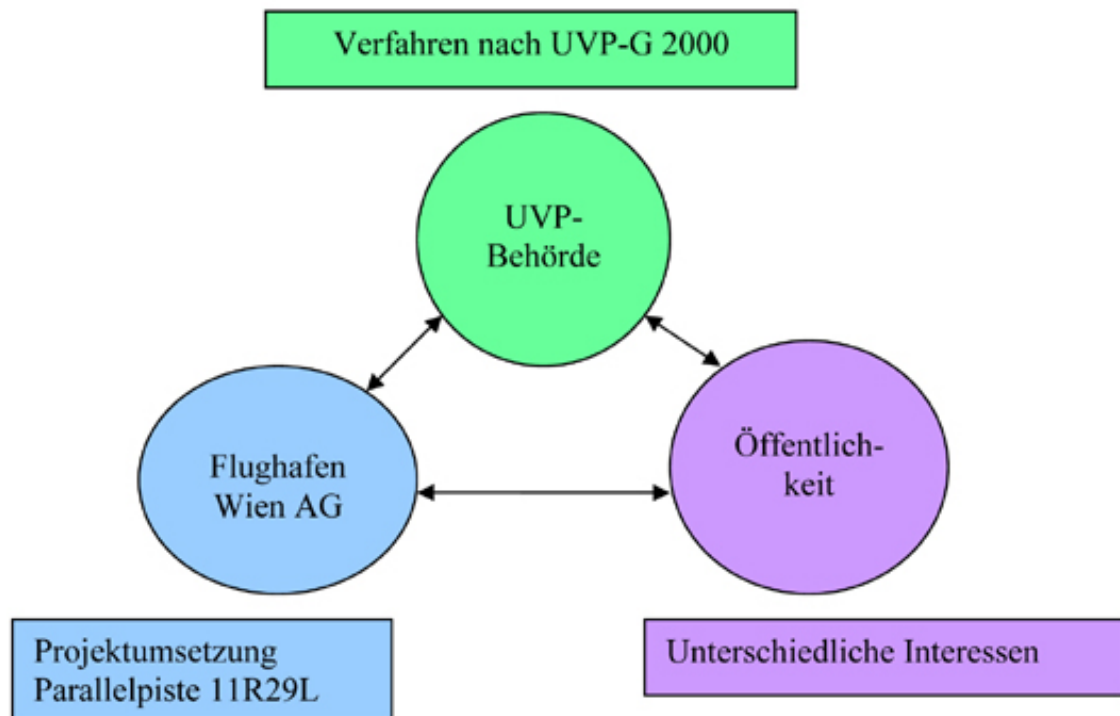 Verfahren nach UVP-G 2000
UVP-
Behörde
Flughafen
Wien AG
Öffentlich-
keit
Projektumsetzung
Parallelpiste 11R29L
Unterschiedliche Interessen